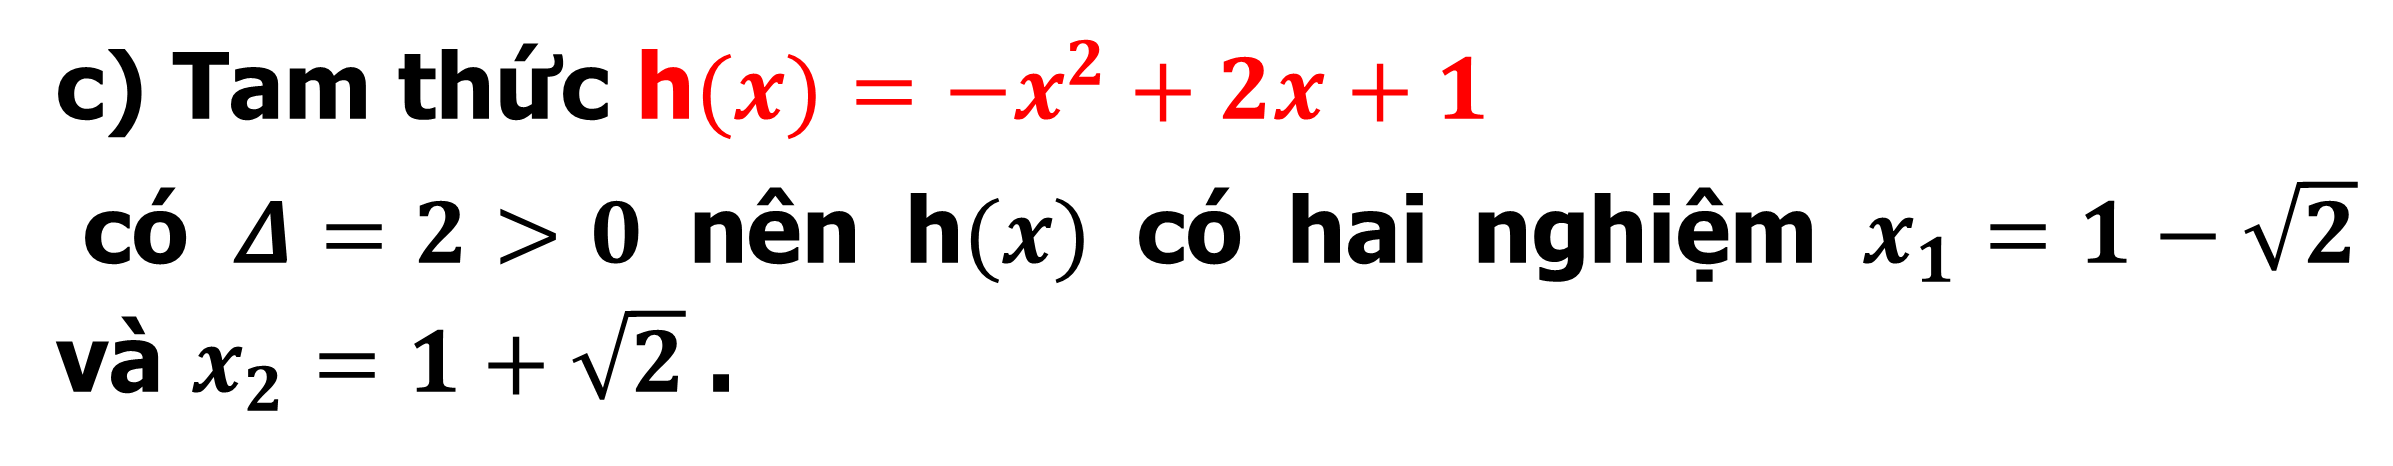 c) Tam thức h(x) = −x² + 2x + 1
có Δ = 2 > 0 nên h(x) có hai nghiệm x₁ = 1 − √2
và x₂ = 1 + √2 .